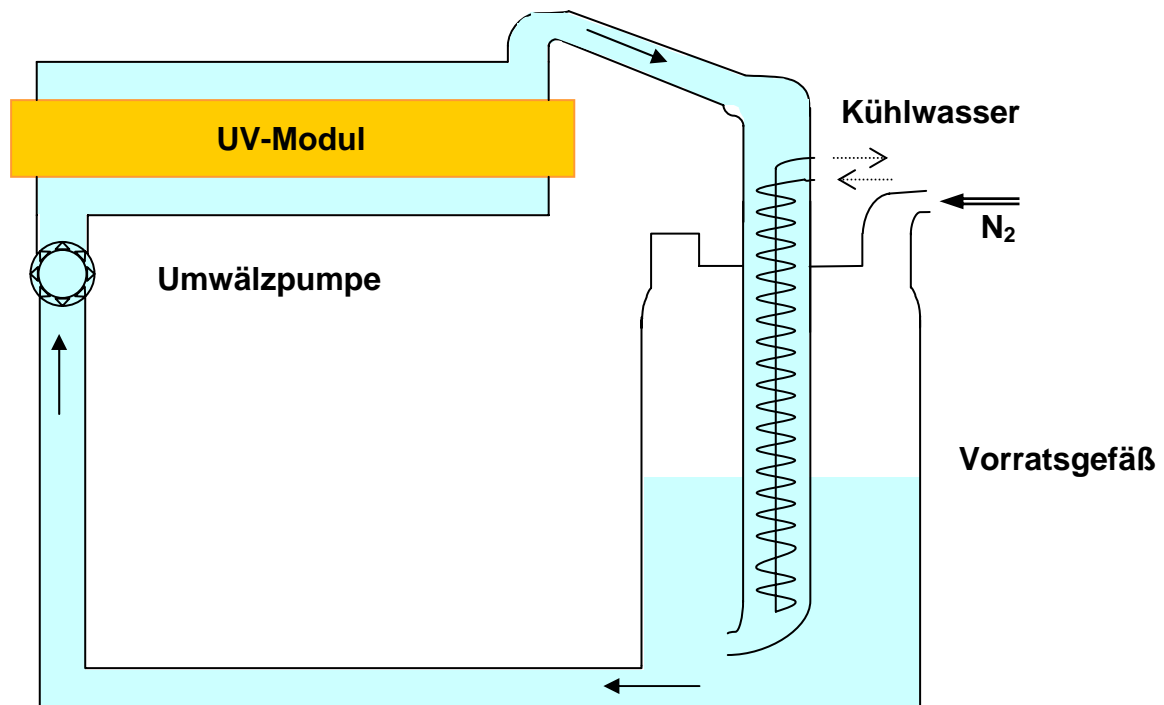 UV-Modul
Kühlwasser
N₂
Umwälzpumpe
Vorratsgefäß